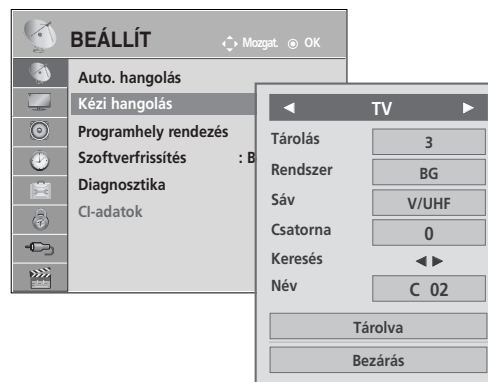 BEÁLLÍT
Mozgat. OK
Auto. hangolás
Kézi hangolás
Programhely rendezés
Szoftverfrissítés : B
Diagnosztika
CI-adatok
TV
Tárolás 3
Rendszer BG
Sáv V/UHF
Csatorna 0
Keresés
Név C 02
Tárolva
Bezárás